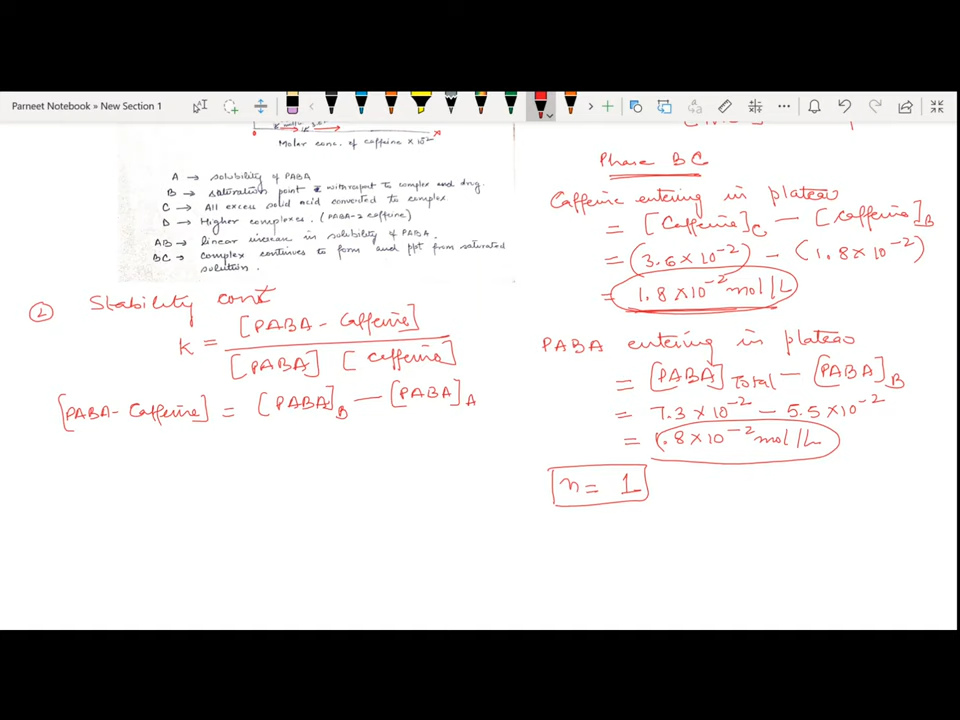 Parneet Notebook » New Section 1
Molar conc. of caffeine × 10⁻²
A → solubility of PABA
B → saturation point with respect to complex and drug.
C → All excess solid acid converted to complex
D → Higher complexes. (PABA-2 caffeine)
AB → linear increase in solubility of PABA.
BC → complex continues to form and ppt from saturated
solution.
② Stability const
K = [PABA - Caffeine] / [PABA] [Caffeine]
[PABA- Caffeine] = [PABA]B — [PABA]A
Phase BC
Caffeine entering in plateau
= [Caffeine]C — [Caffeine]B
= (3.6 × 10⁻²) - (1.8 × 10⁻²)
= 1.8 × 10⁻² mol/L
PABA entering in plateau
= [PABA] Total - [PABA]B
= 7.3 × 10⁻² - 5.5 × 10⁻²
= 1.8 × 10⁻² mol/L
n = 1